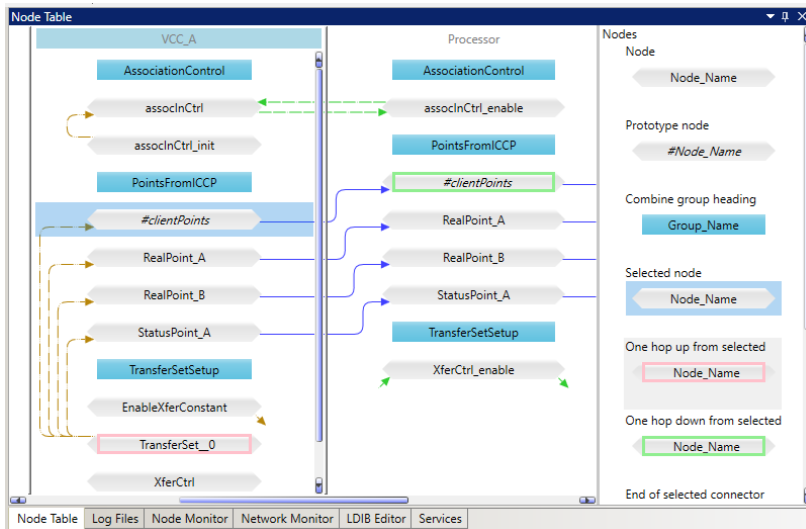 Node Table
VCC_A
AssociationControl
assocInCtrl
assocInCtrl_init
PointsFromICCP
#clientPoints
RealPoint_A
RealPoint_B
StatusPoint_A
TransferSetSetup
EnableXferConstant
TransferSet__0
XferCtrl
Processor
AssociationControl
assocInCtrl_enable
PointsFromICCP
#clientPoints
RealPoint_A
RealPoint_B
StatusPoint_A
TransferSetSetup
XferCtrl_enable
Nodes
Node
Node_Name
Prototype node
#Node_Name
Combine group heading
Group_Name
Selected node
Node_Name
One hop up from selected
Node_Name
One hop down from selected
Node_Name
End of selected connector
Node Table Log Files Node Monitor Network Monitor LDIB Editor Services